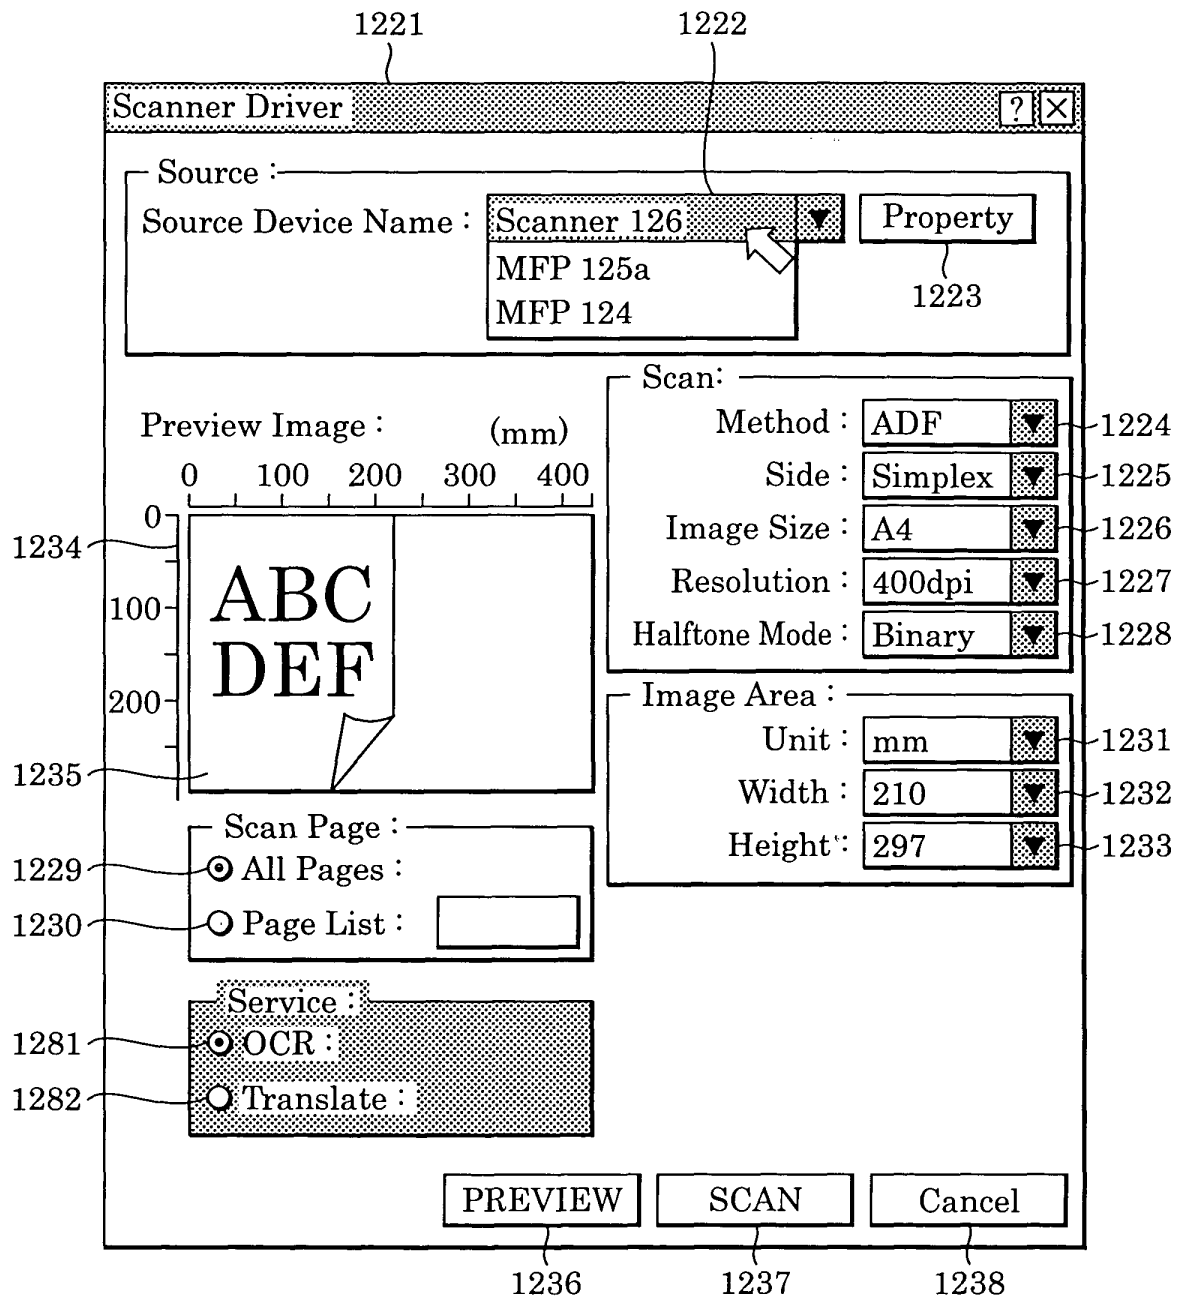 1221 1222
Scanner Driver ? X
Source :
Source Device Name : Scanner 126 Property
MFP 125a 1223
MFP 124
Scan:
Preview Image : (mm)
Method : ADF 1224
0 100 200 300 400
Side : Simplex 1225
0
1234
Image Size : A4 1226
ABC
Resolution : 400dpi 1227
100
DEF
Halftone Mode : Binary 1228
200
Image Area :
Unit : mm 1231
1235
Width : 210 1232
Scan Page :
Height : 297 1233
1229 All Pages :
1230 Page List :
Service :
1281 OCR :
1282 Translate :
PREVIEW SCAN Cancel
1236 1237 1238